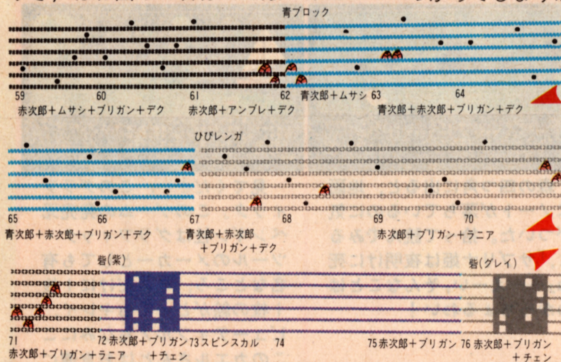 青ブロック
59 60 61 62 63 64
赤次郎+ムサシ+ブリガン+デク 赤次郎+アンプレ+デク 青次郎+ムサシ 青次郎+赤次郎+ブリガン+デク
ひびレンガ
65 66 67 68 69 70
青次郎+赤次郎+ブリガン+デク 青次郎+赤次郎 赤次郎+ブリガン+ラニア
+ブリガン+デク
砦(紫) 砦(グレイ)
71 72 赤次郎+ブリガン 73スピンスカル 74 75赤次郎+ブリガン 76 赤次郎+ブリガン
赤次郎+ブリガン+ラニア +チェン +チェン